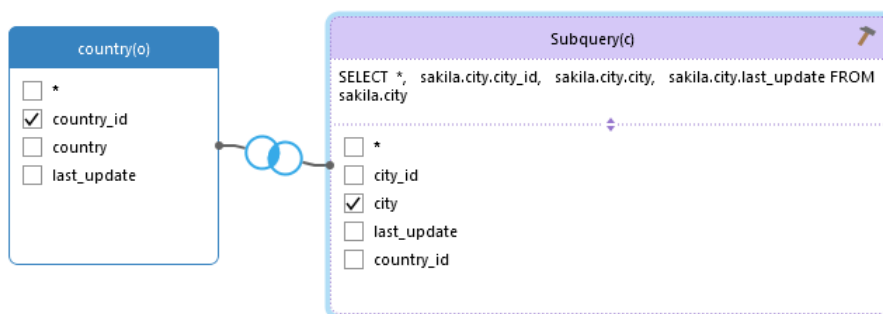 country(o)
*
country_id
country
last_update
Subquery(c)
SELECT *, sakila.city.city_id, sakila.city.city, sakila.city.last_update FROM
sakila.city
*
city_id
city
last_update
country_id